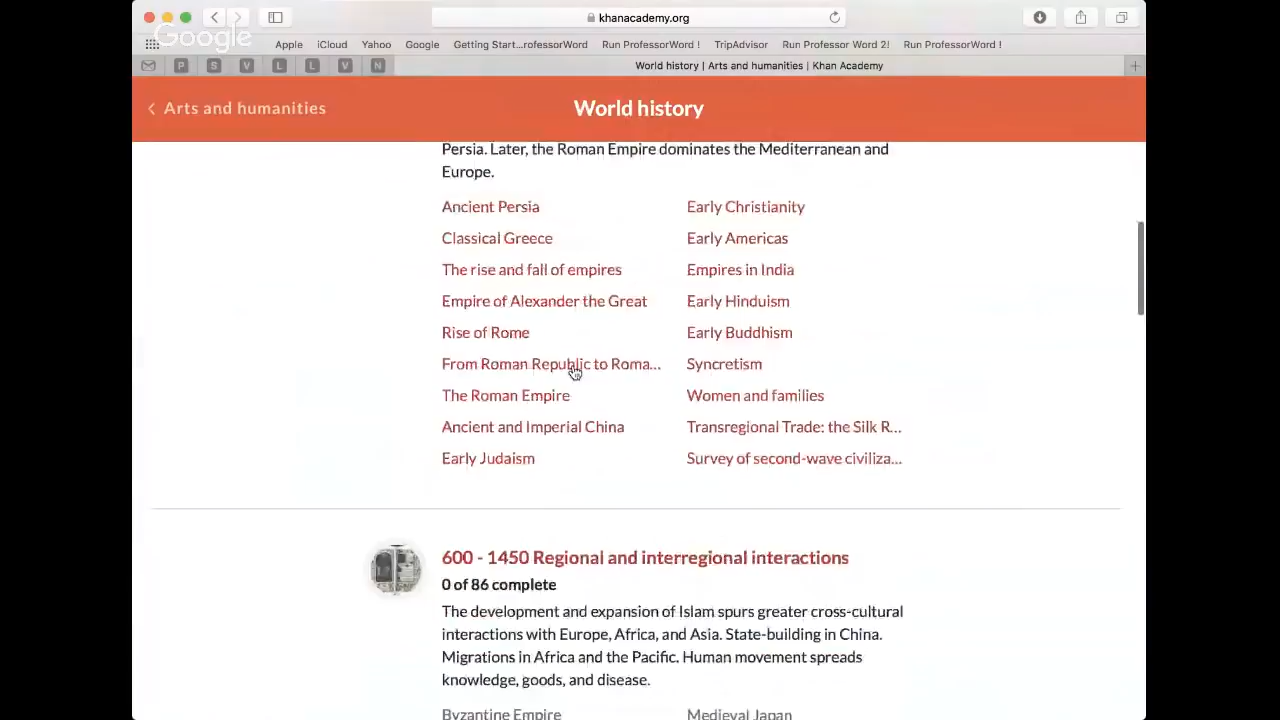 khanacademy.org
Google
Apple iCloud Yahoo Google Getting Start...rofessorWord Run ProfessorWord ! TripAdvisor Run Professor Word 2! Run ProfessorWord !
P S V L L V N World history | Arts and humanities | Khan Academy
Arts and humanities
World history
Persia. Later, the Roman Empire dominates the Mediterranean and
Europe.
Ancient Persia
Classical Greece
The rise and fall of empires
Empire of Alexander the Great
Rise of Rome
From Roman Republic to Roma...
The Roman Empire
Ancient and Imperial China
Early Judaism
Early Christianity
Early Americas
Empires in India
Early Hinduism
Early Buddhism
Syncretism
Women and families
Transregional Trade: the Silk R...
Survey of second-wave civiliza...
600 - 1450 Regional and interregional interactions
0 of 86 complete
The development and expansion of Islam spurs greater cross-cultural
interactions with Europe, Africa, and Asia. State-building in China.
Migrations in Africa and the Pacific. Human movement spreads
knowledge, goods, and disease.
Byzantine Empire
Medieval Japan